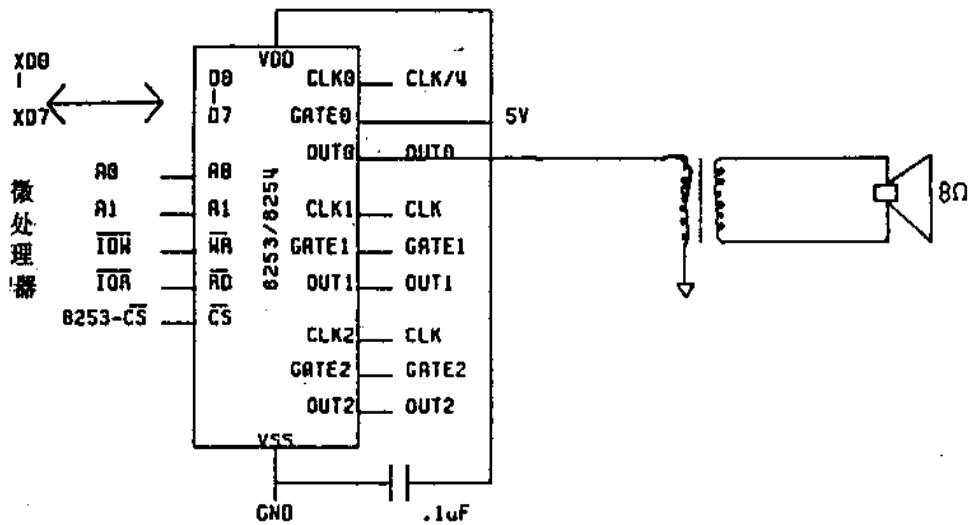 XD0
|
XD7
微处理器
A0
A1
IOW
IOR
8253-CS
VDD
D0
|
D7
A0
A1
WR
RD
CS
8253/8254
CLK0
GATE0
OUT0
CLK1
GATE1
OUT1
CLK2
GATE2
OUT2
VSS
CLK/4
5V
OUT0
CLK
GATE1
OUT1
CLK
GATE2
OUT2
GND
.1uF
8Ω